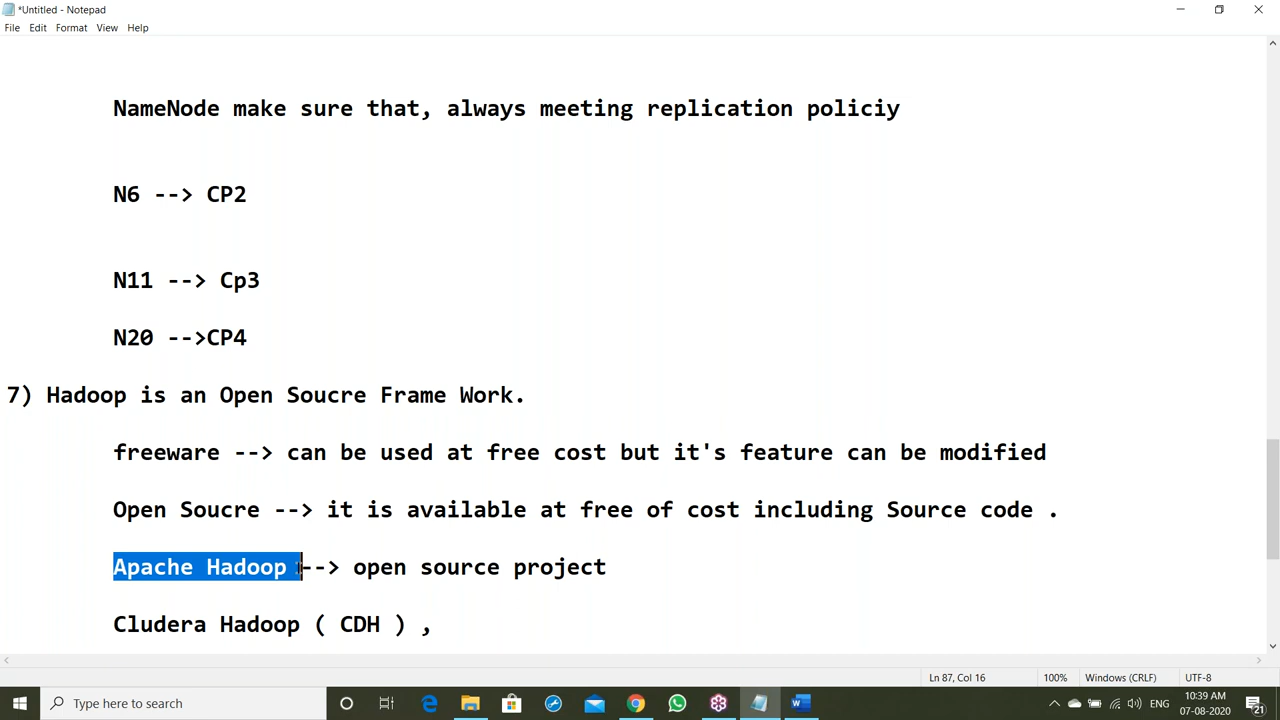 *Untitled - Notepad
File Edit Format View Help
NameNode make sure that, always meeting replication policiy
N6 --> CP2
N11 --> Cp3
N20 -->CP4
7) Hadoop is an Open Soucre Frame Work.
freeware --> can be used at free cost but it's feature can be modified
Open Soucre --> it is available at free of cost including Source code .
Apache Hadoop --> open source project
Cludera Hadoop ( CDH ) ,
Ln 87, Col 16 100% Windows (CRLF) UTF-8
Type here to search
ENG
10:39 AM
07-08-2020
21